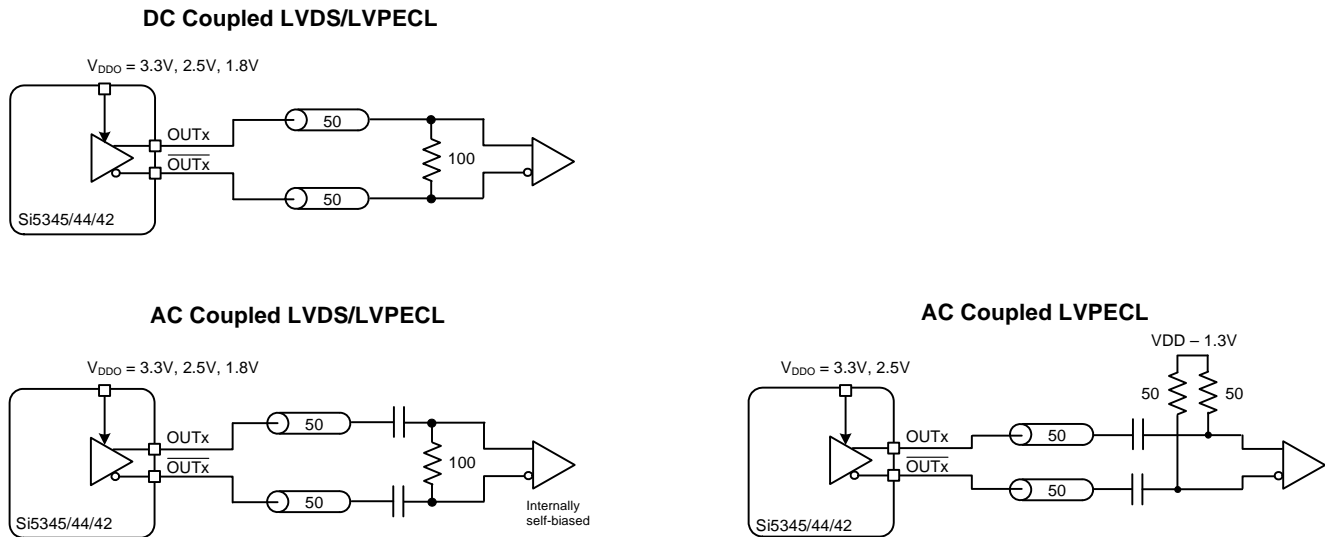 DC Coupled LVDS/LVPECL
VDDO = 3.3V, 2.5V, 1.8V
OUTx
OUTx
50
50
100
Si5345/44/42
AC Coupled LVDS/LVPECL
VDDO = 3.3V, 2.5V, 1.8V
OUTx
OUTx
50
50
100
Internally
self-biased
Si5345/44/42
AC Coupled LVPECL
VDD – 1.3V
VDDO = 3.3V, 2.5V
50
50
OUTx
OUTx
50
50
Si5345/44/42